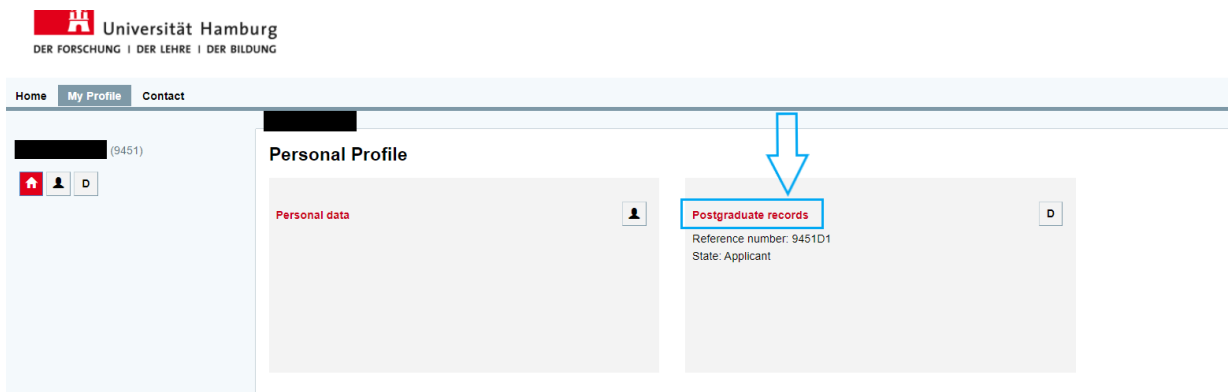 Universität Hamburg
DER FORSCHUNG | DER LEHRE | DER BILDUNG
Home My Profile Contact
(9451)
D
Personal Profile
Personal data
Postgraduate records
D
Reference number: 9451D1
State: Applicant